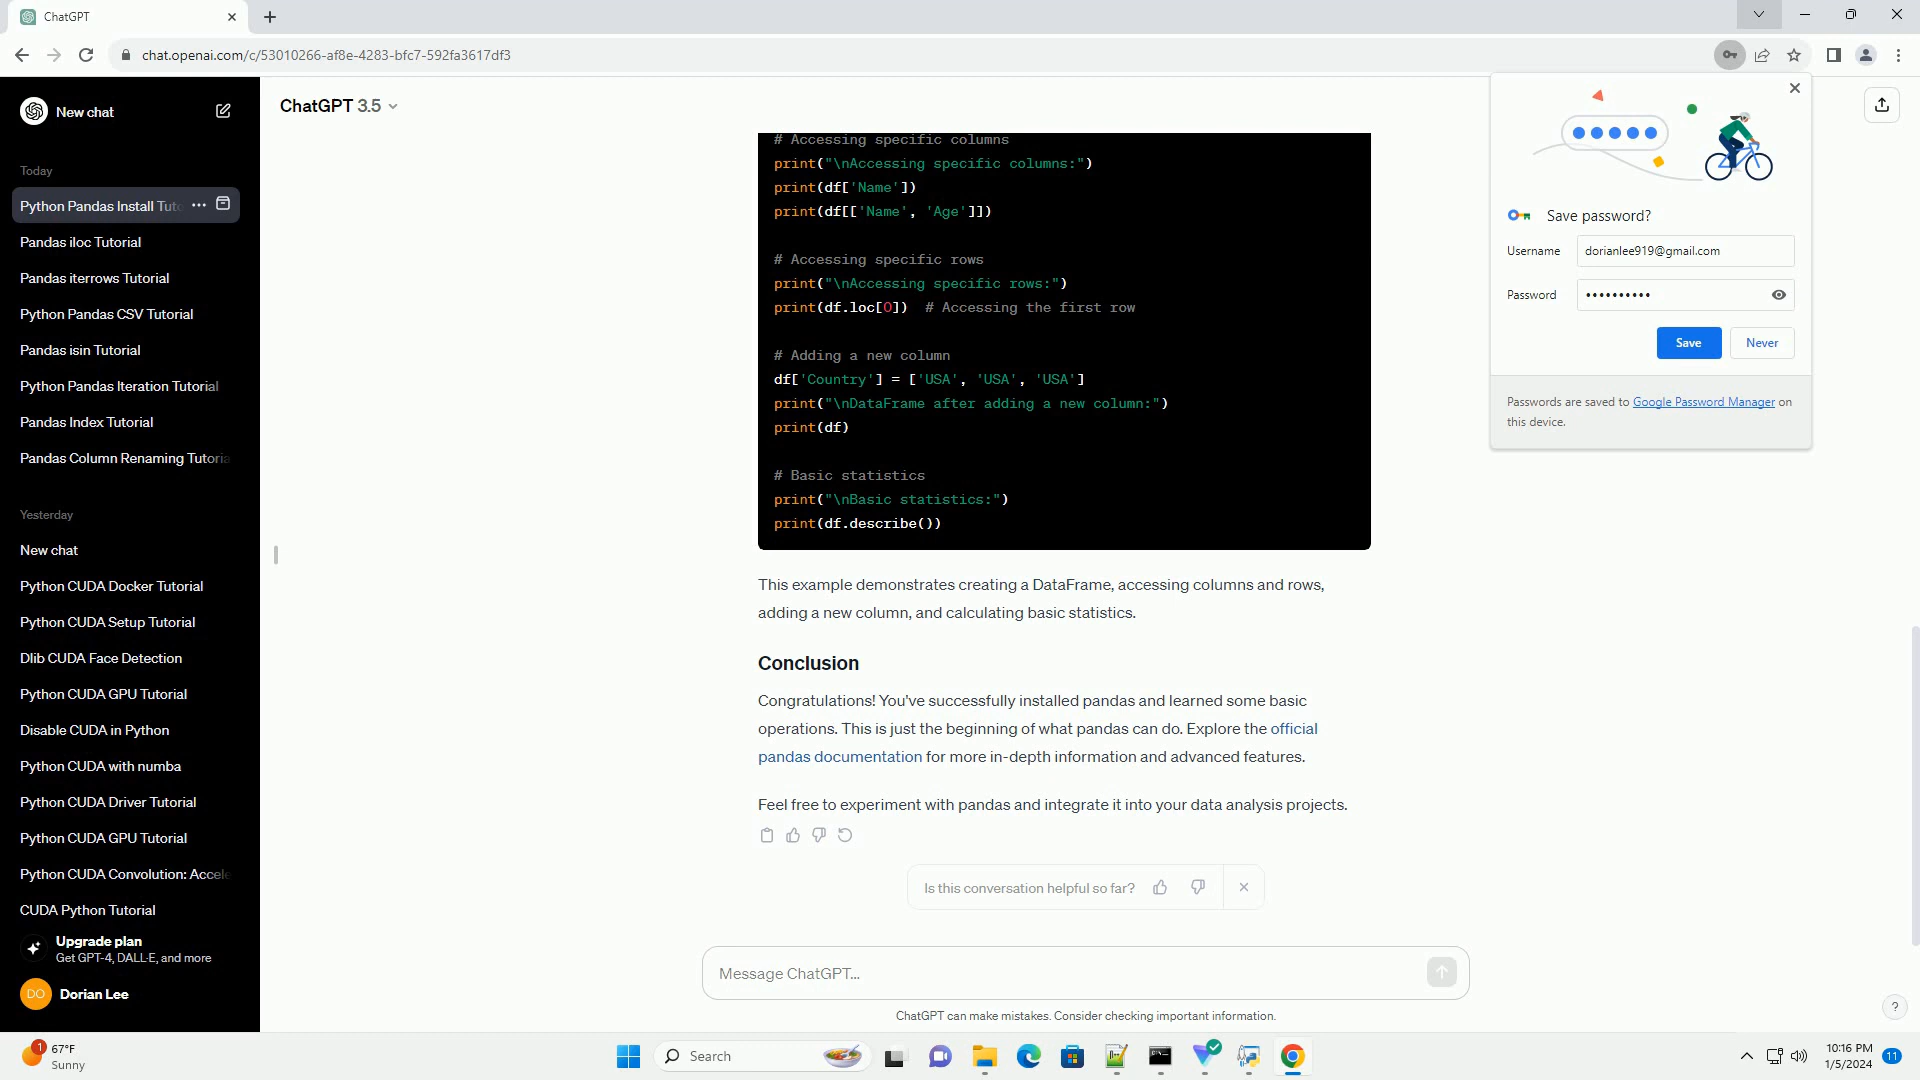 ChatGPT
chat.openai.com/c/53010266-af8e-4283-bfc7-592fa3617df3
New chat
Today
Python Pandas Install Tuto
Pandas iloc Tutorial
Pandas iterrows Tutorial
Python Pandas CSV Tutorial
Pandas isin Tutorial
Python Pandas Iteration Tutorial
Pandas Index Tutorial
Pandas Column Renaming Tutoria
Yesterday
New chat
Python CUDA Docker Tutorial
Python CUDA Setup Tutorial
Dlib CUDA Face Detection
Python CUDA GPU Tutorial
Disable CUDA in Python
Python CUDA with numba
Python CUDA Driver Tutorial
Python CUDA GPU Tutorial
Python CUDA Convolution: Accele
CUDA Python Tutorial
Upgrade plan
Get GPT-4, DALL·E, and more
DO Dorian Lee
ChatGPT 3.5
# Accessing specific columns
print("\nAccessing specific columns:")
print(df['Name'])
print(df[['Name', 'Age']])
# Accessing specific rows
print("\nAccessing specific rows:")
print(df.loc[0])  # Accessing the first row
# Adding a new column
df['Country'] = ['USA', 'USA', 'USA']
print("\nDataFrame after adding a new column:")
print(df)
# Basic statistics
print("\nBasic statistics:")
print(df.describe())
This example demonstrates creating a DataFrame, accessing columns and rows,
adding a new column, and calculating basic statistics.
Conclusion
Congratulations! You've successfully installed pandas and learned some basic
operations. This is just the beginning of what pandas can do. Explore the official
pandas documentation for more in-depth information and advanced features.
Feel free to experiment with pandas and integrate it into your data analysis projects.
Is this conversation helpful so far?
Message ChatGPT...
ChatGPT can make mistakes. Consider checking important information.
?
Save password?
Username dorianlee919@gmail.com
Password ••••••••••
Save Never
Passwords are saved to Google Password Manager on
this device.
1
67°F
Sunny
Search
10:16 PM
1/5/2024
11